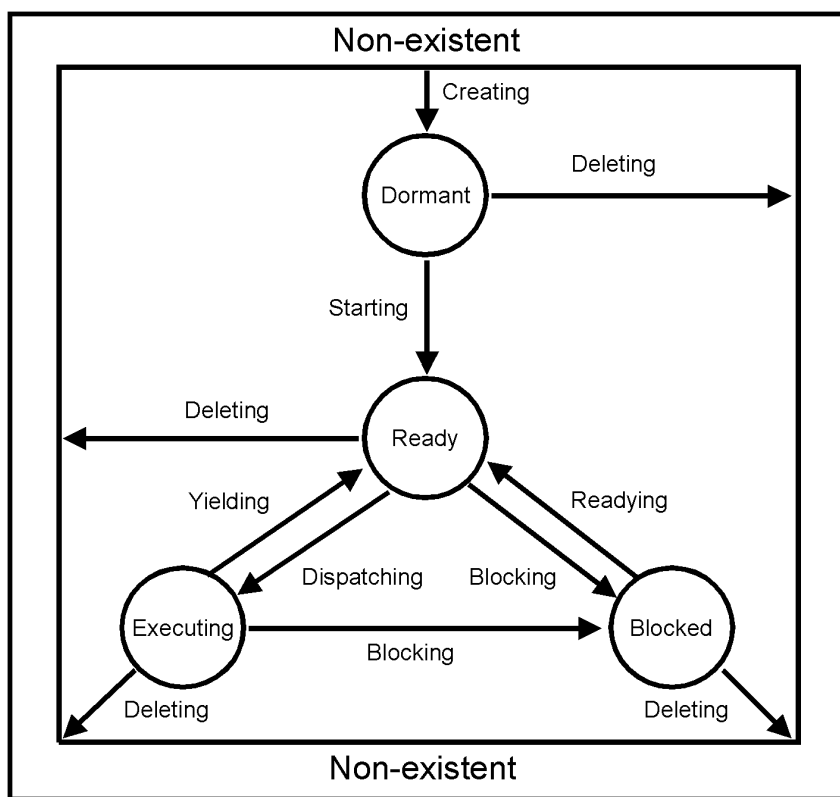 Non-existent
Creating
Deleting
Dormant
Starting
Deleting
Ready
Yielding
Readying
Dispatching
Blocking
Executing
Blocked
Blocking
Deleting
Deleting
Non-existent